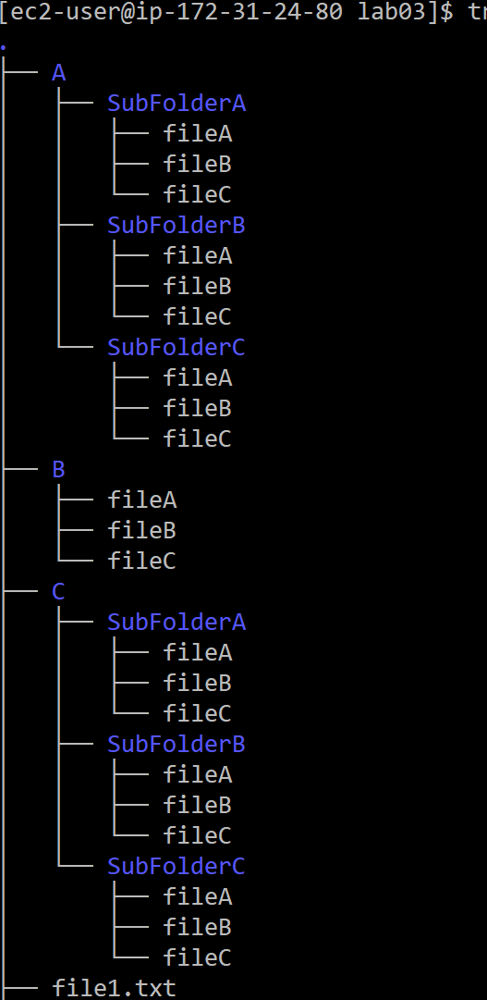 [ec2-user@ip-172-31-24-80 lab03]$ tr
.
├── A
│   ├── SubFolderA
│   │   ├── fileA
│   │   ├── fileB
│   │   └── fileC
│   ├── SubFolderB
│   │   ├── fileA
│   │   ├── fileB
│   │   └── fileC
│   └── SubFolderC
│       ├── fileA
│       ├── fileB
│       └── fileC
├── B
│   ├── fileA
│   ├── fileB
│   └── fileC
├── C
│   ├── SubFolderA
│   │   ├── fileA
│   │   ├── fileB
│   │   └── fileC
│   ├── SubFolderB
│   │   ├── fileA
│   │   ├── fileB
│   │   └── fileC
│   └── SubFolderC
│       ├── fileA
│       ├── fileB
│       └── fileC
├── file1.txt